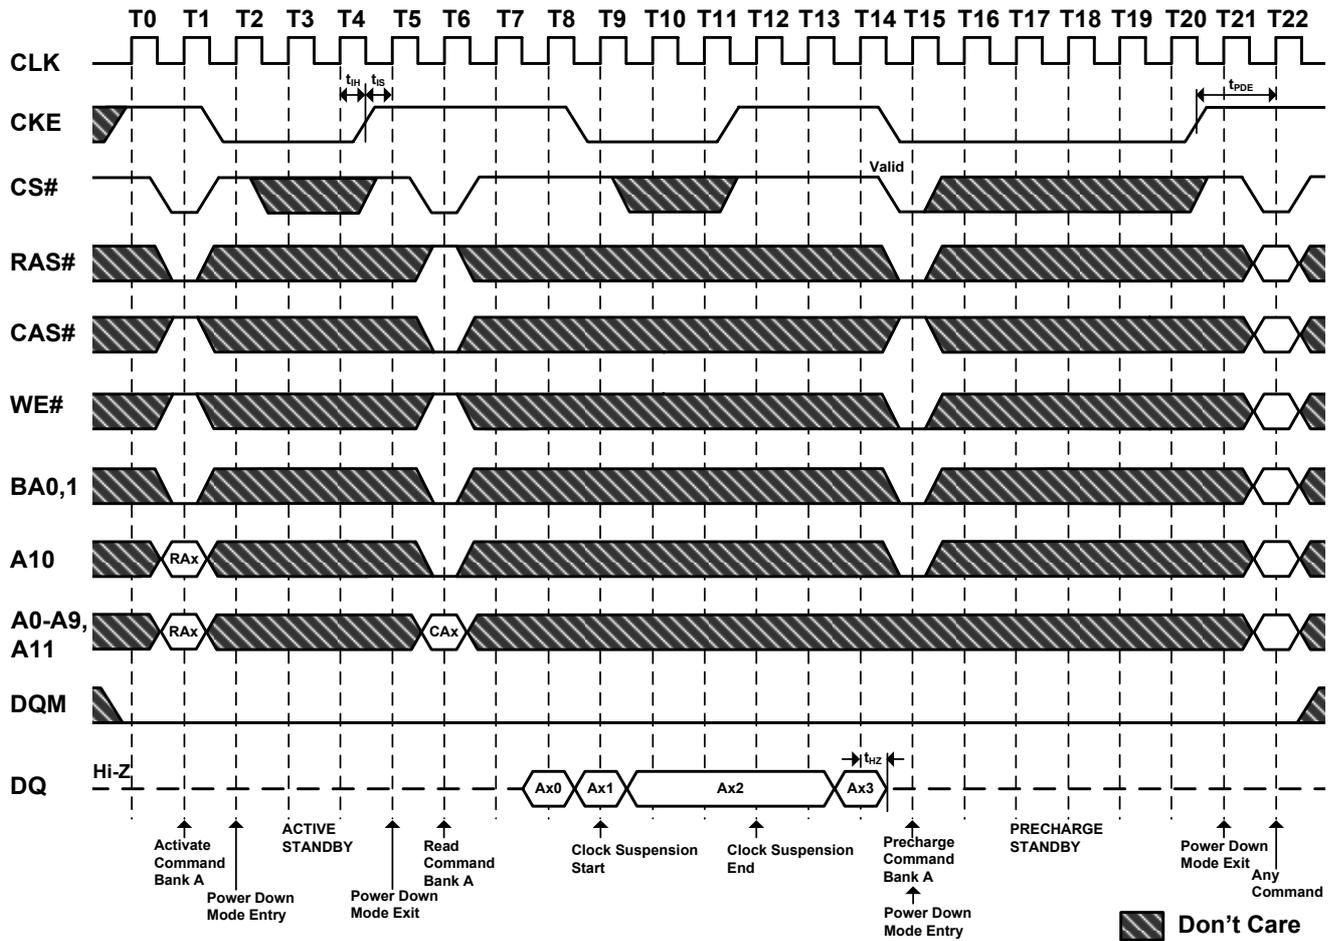 T0 T1 T2 T3 T4 T5 T6 T7 T8 T9 T10 T11 T12 T13 T14 T15 T16 T17 T18 T19 T20 T21 T22
CLK
tIH tIS
tPDE
CKE
Valid
CS#
RAS#
CAS#
WE#
BA0,1
A10
RAx
A0-A9,
A11
RAx
CAx
DQM
Hi-Z
DQ
Ax0
Ax1
Ax2
Ax3
tHZ
Activate
Command
Bank A
Power Down
Mode Entry
ACTIVE
STANDBY
Power Down
Mode Exit
Read
Command
Bank A
Clock Suspension
Start
Clock Suspension
End
Precharge
Command
Bank A
Power Down
Mode Entry
PRECHARGE
STANDBY
Power Down
Mode Exit
Any
Command
Don't Care